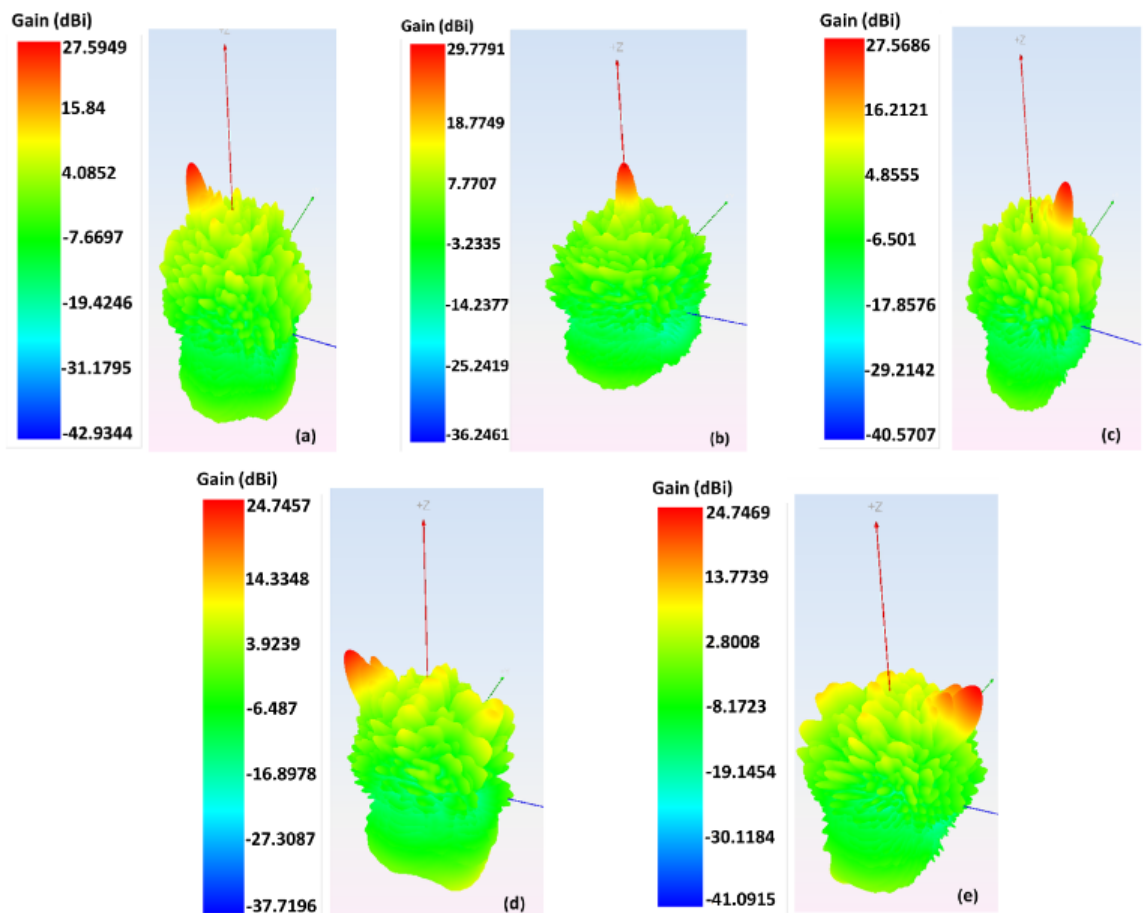 Gain (dBi)
27.5949
15.84
4.0852
-7.6697
-19.4246
-31.1795
-42.9344
+Z
(a)
Gain (dBi)
29.7791
18.7749
7.7707
-3.2335
-14.2377
-25.2419
-36.2461
+Z
(b)
Gain (dBi)
27.5686
16.2121
4.8555
-6.501
-17.8576
-29.2142
-40.5707
+Z
(c)
Gain (dBi)
24.7457
14.3348
3.9239
-6.487
-16.8978
-27.3087
-37.7196
+Z
(d)
Gain (dBi)
24.7469
13.7739
2.8008
-8.1723
-19.1454
-30.1184
-41.0915
+Z
(e)